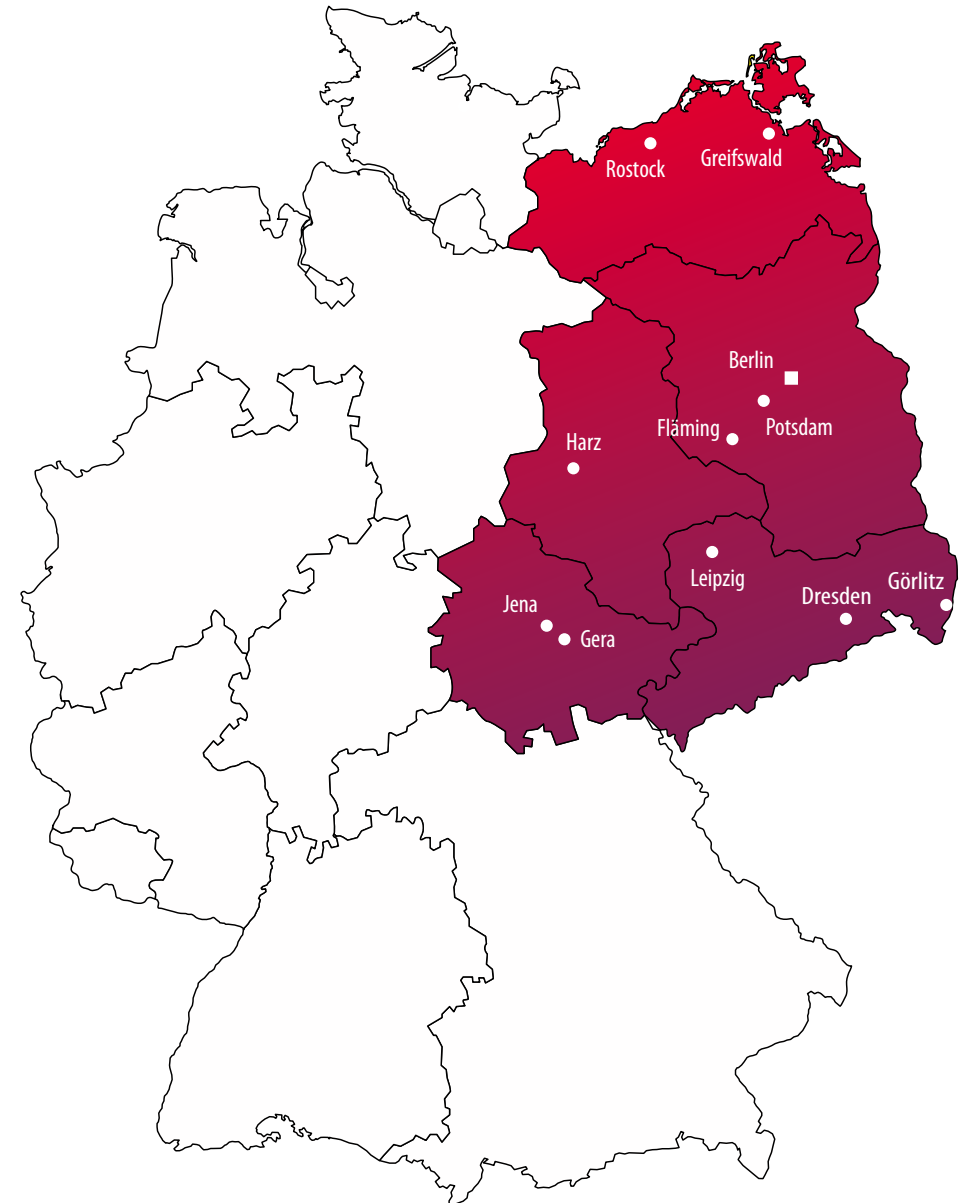 Rostock
Greifswald
Berlin
Potsdam
Fläming
Harz
Leipzig
Görlitz
Dresden
Jena
Gera